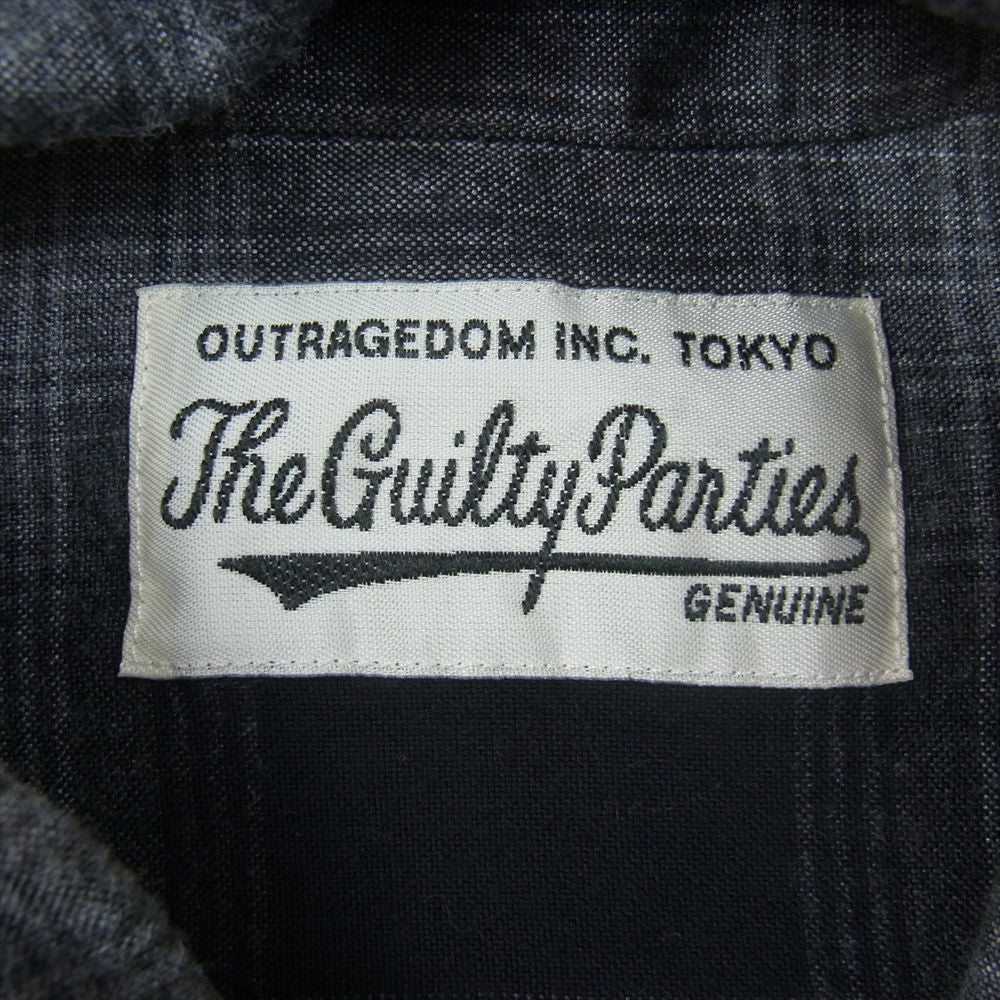 OUTRAGEDOM INC. TOKYO
The Guilty Parties
GENUINE